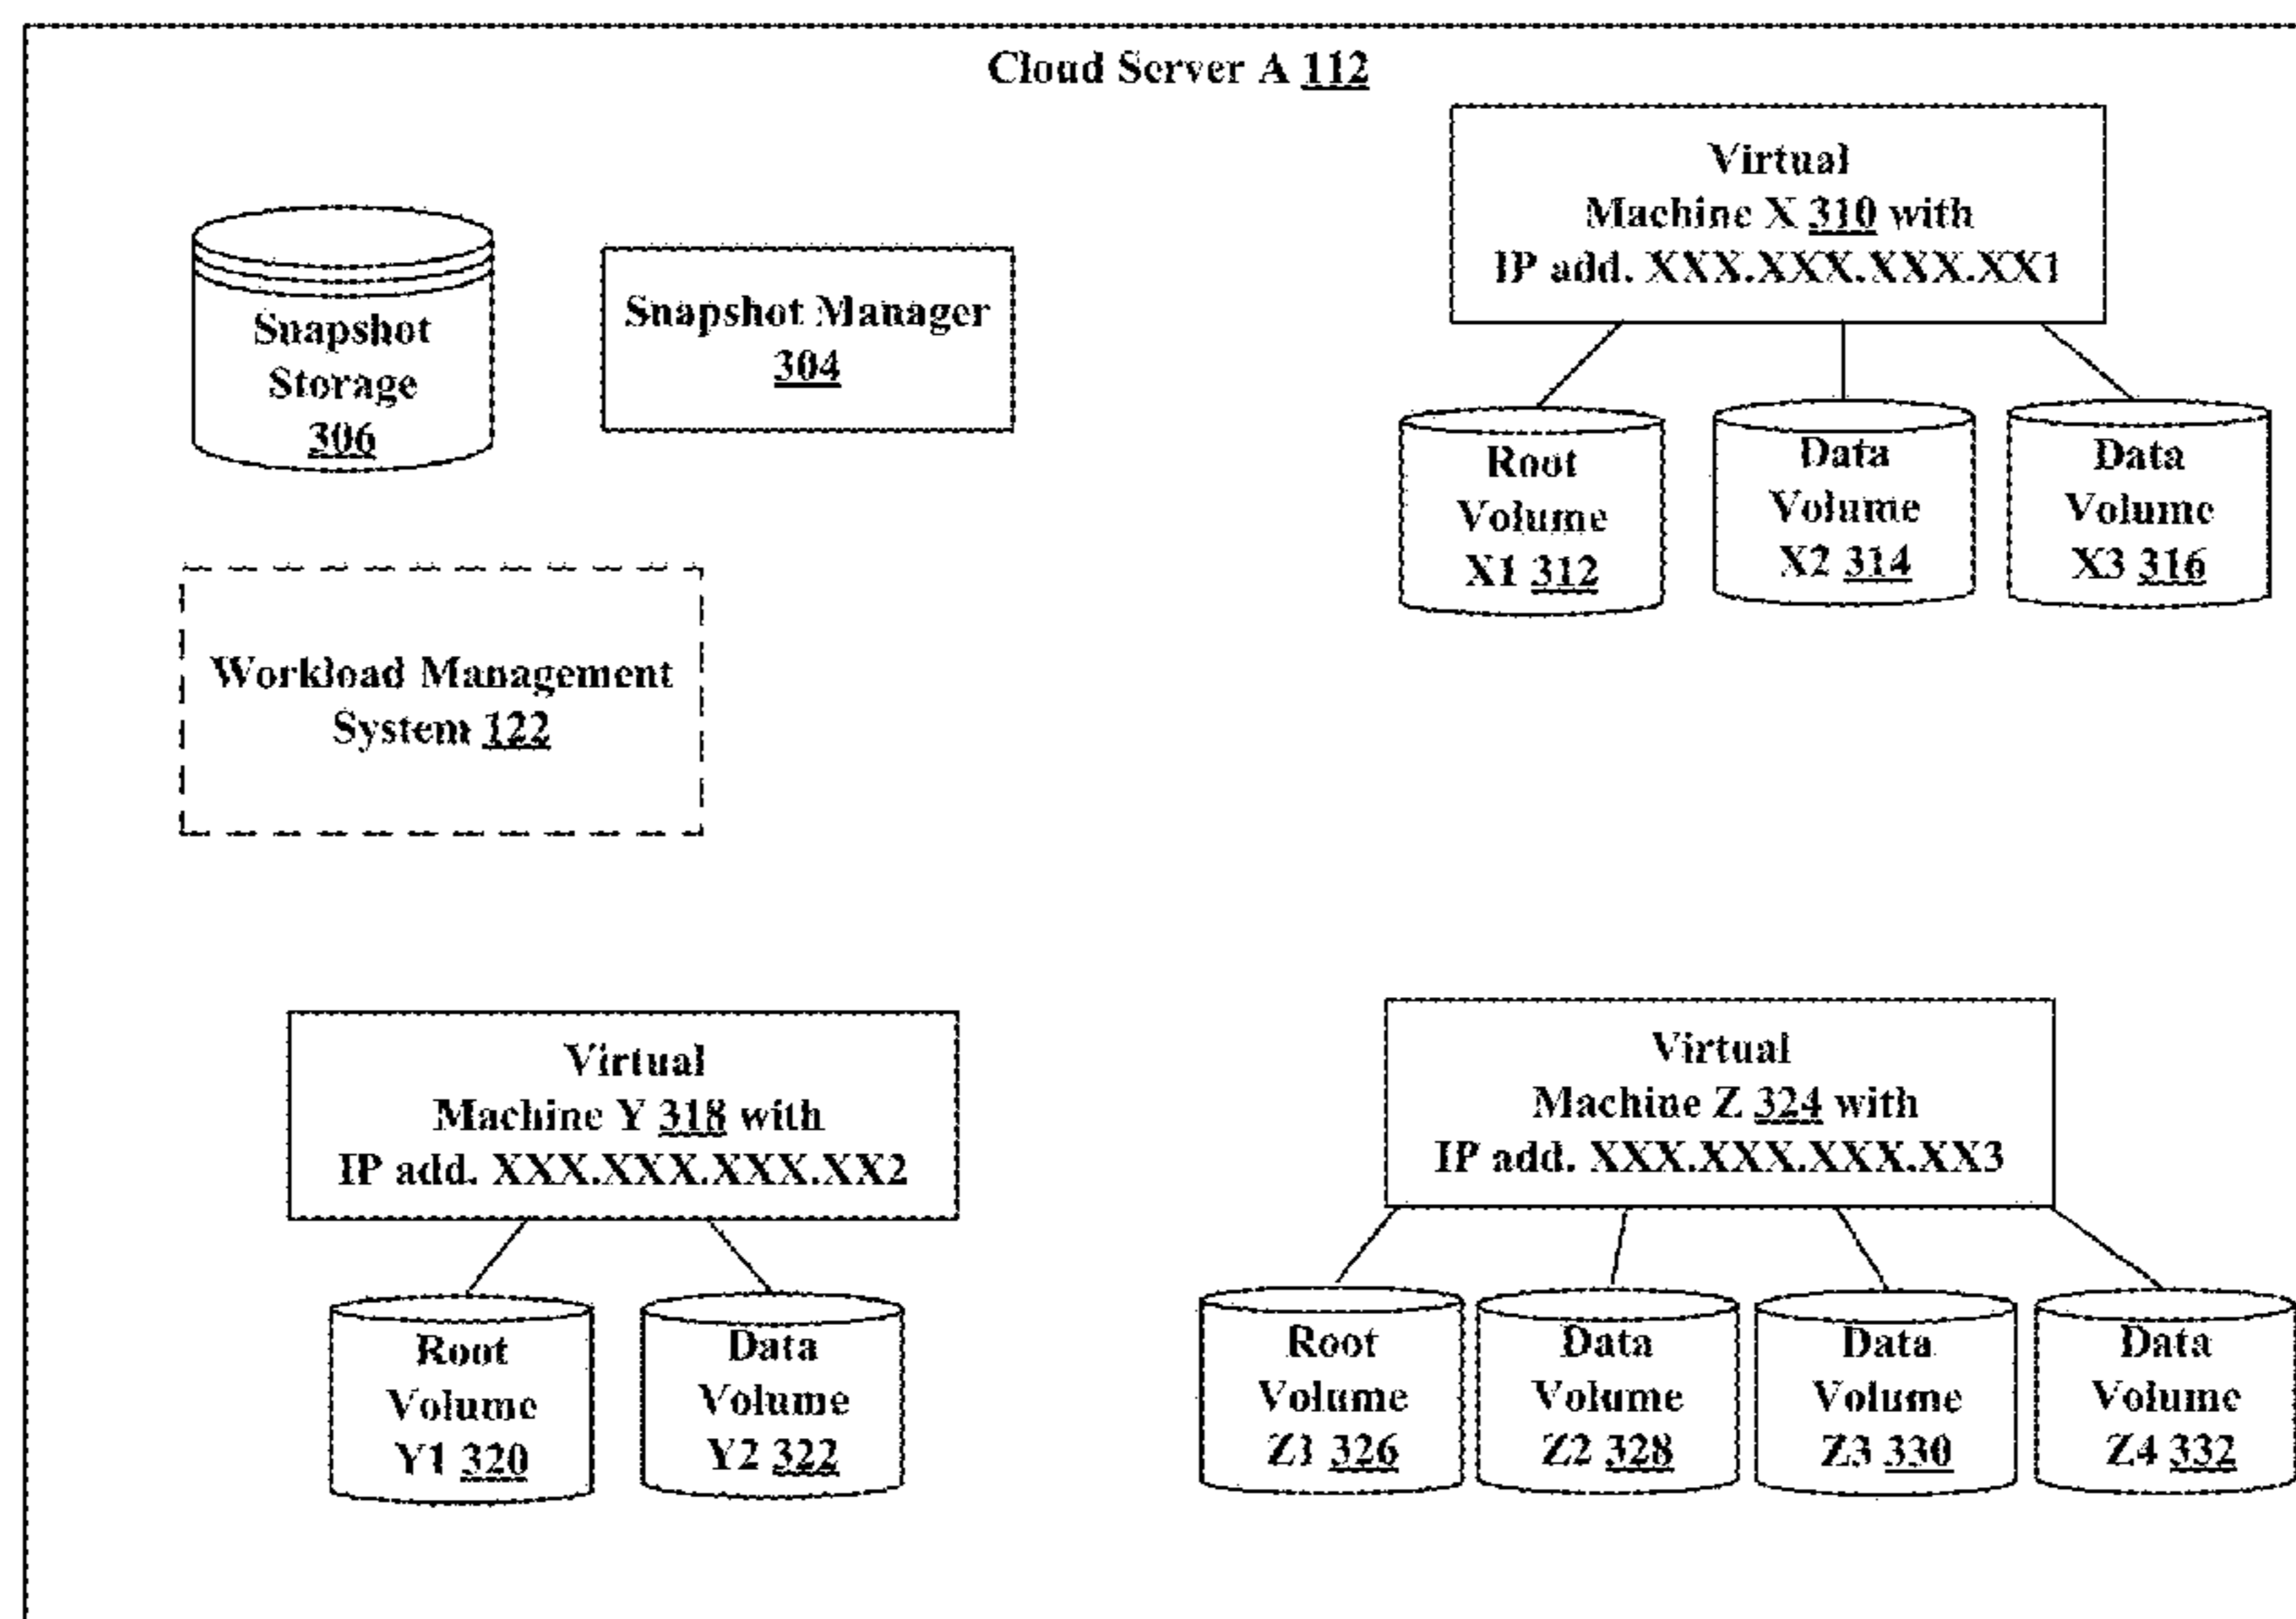 Cloud Server A 112
Virtual
Machine X 310 with
IP add. XXX.XXX.XXX.XX1
Snapshot
Storage
306
Snapshot Manager
304
Root
Volume
X1 312
Data
Volume
X2 314
Data
Volume
X3 316
Workload Management
System 122
Virtual
Machine Y 318 with
IP add. XXX.XXX.XXX.XX2
Virtual
Machine Z 324 with
IP add. XXX.XXX.XXX.XX3
Root
Volume
Y1 320
Data
Volume
Y2 322
Root
Volume
Z1 326
Data
Volume
Z2 328
Data
Volume
Z3 330
Data
Volume
Z4 332